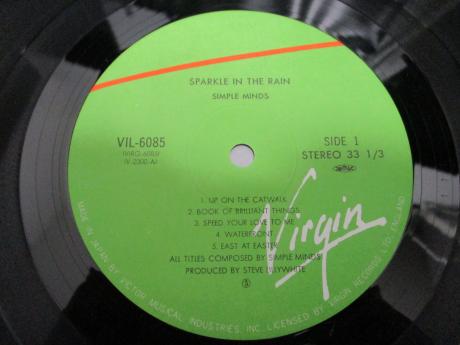 SPARKLE IN THE RAIN
SIMPLE MINDS
VIL-6085
SIDE 1
STEREO 33 1/3
1. UP ON THE CATWALK
2. BOOK OF BRILLIANT THINGS
3. SPEED YOUR LOVE TO ME
4. WATERFRONT
5. EAST AT EASTER
ALL TITLES COMPOSED BY SIMPLE MINDS
PRODUCED BY STEVE LILLYWHITE
Virgin
MADE IN JAPAN BY VICTOR MUSICAL INDUSTRIES, INC. LICENSED BY VIRGIN RECORDS LTD. ENGLAND